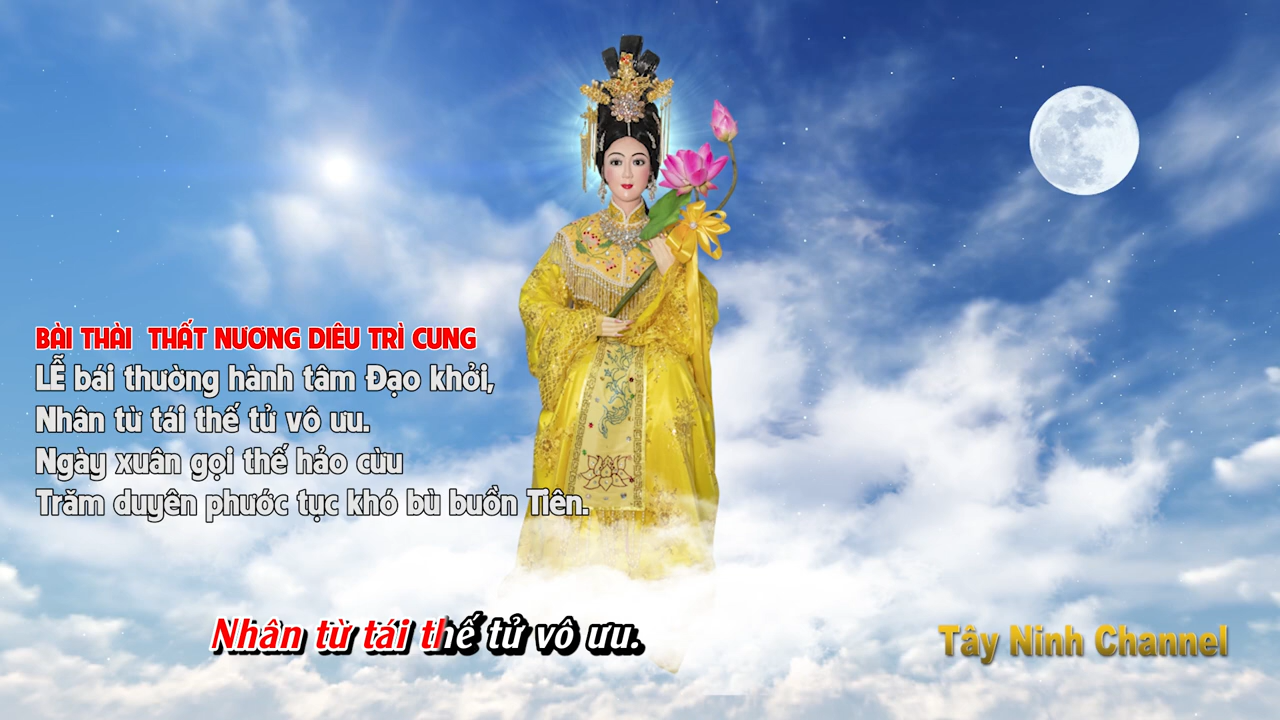 BÀI THÀI THẤT NƯƠNG DIÊU TRÌ CUNG
LỄ bái thường hành tâm Đạo khởi,
Nhân từ tái thế tử vô ưu.
Ngày xuân gọi thế hảo cừu
Trăm duyên phước tục khó bù buồn Tiên.
Nhân từ tái thế tử vô ưu.
Tây Ninh Channel